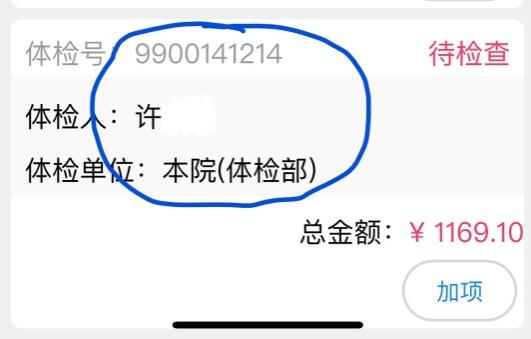 体检号：9900141214 待检查
体检人：许
体检单位：本院(体检部)
总金额：¥ 1169.10
加项